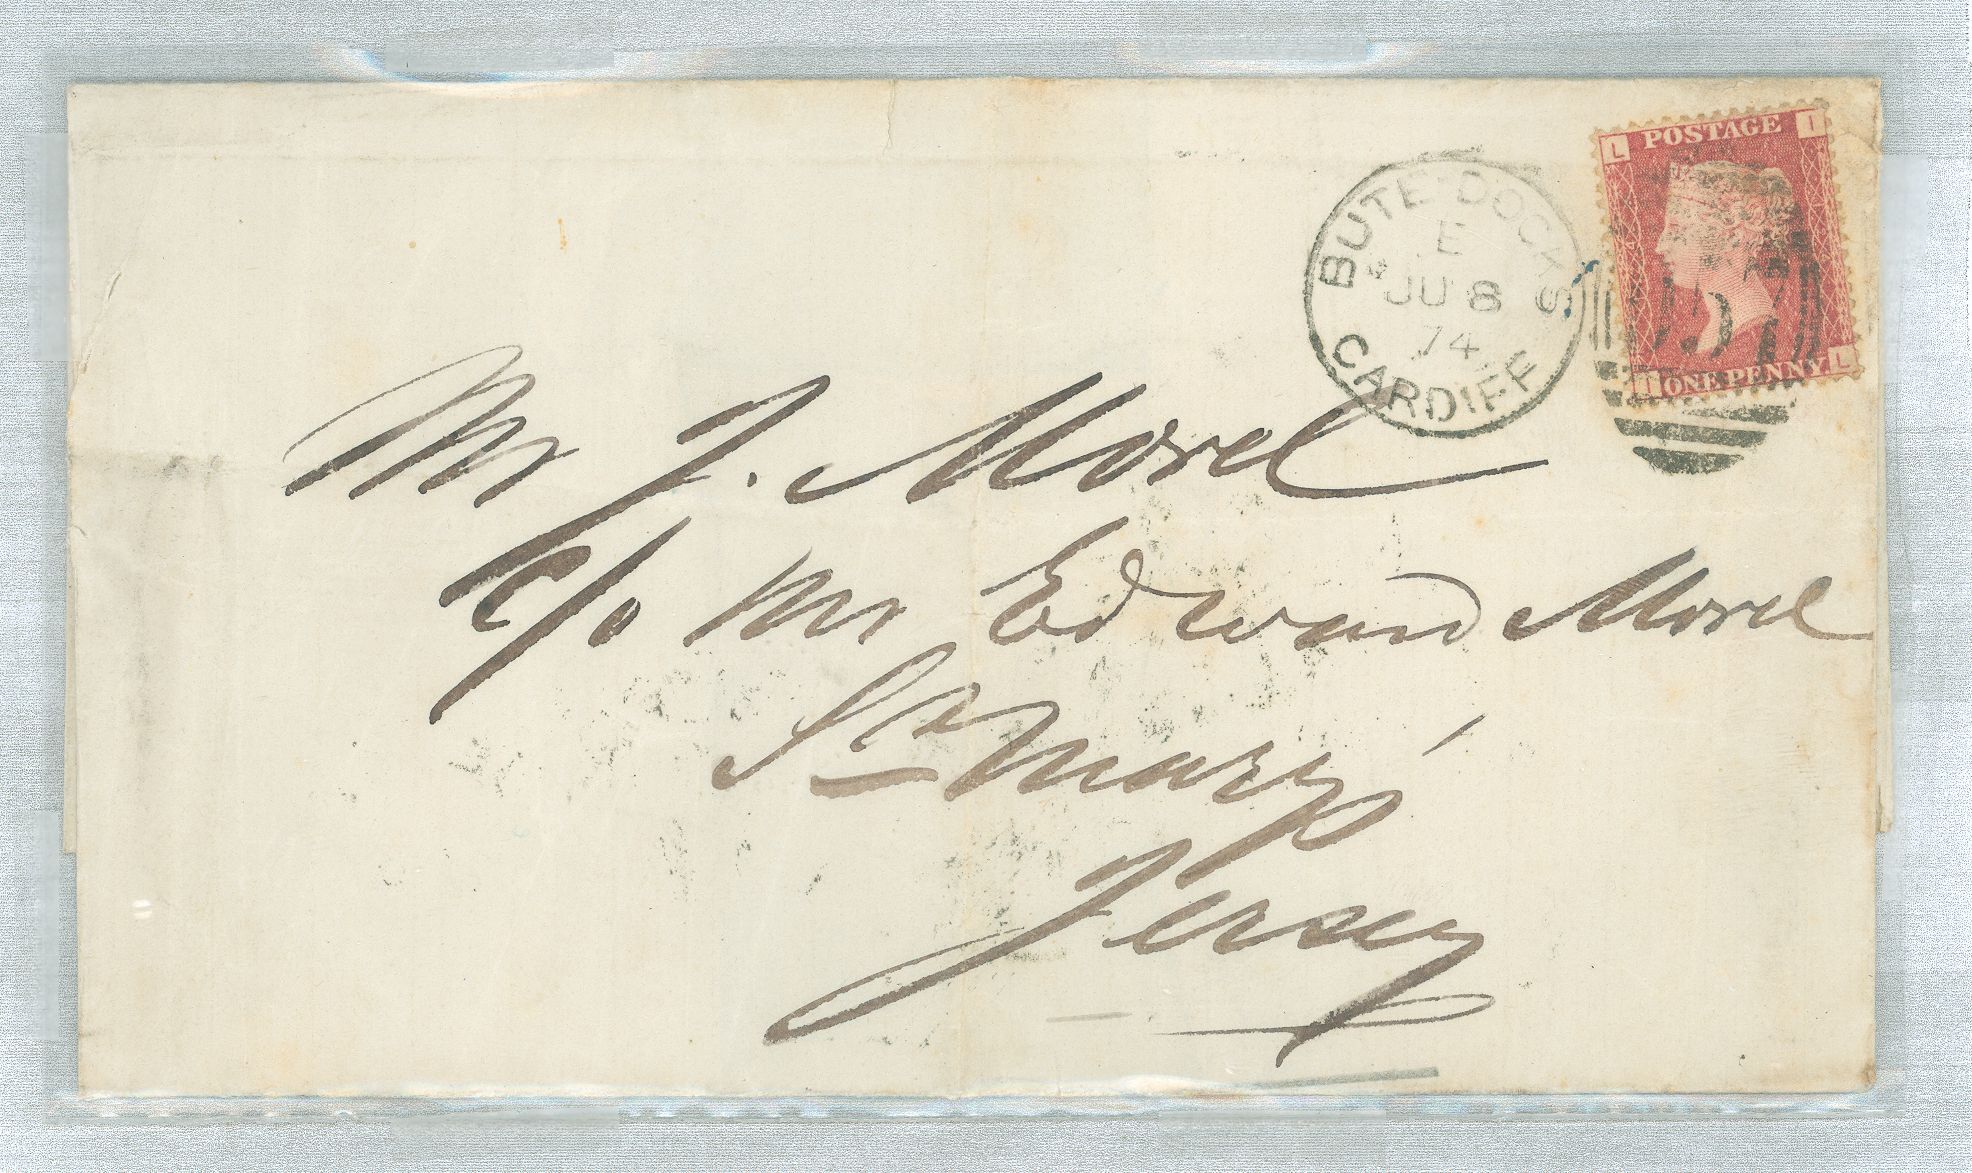 L POSTAGE I
BUTE DOCKS
E
JU 8
74
CARDIFF
I ONE PENNY L
Mr J. Morel
c/o Mr Edward Morel
St Mary's
Jersey